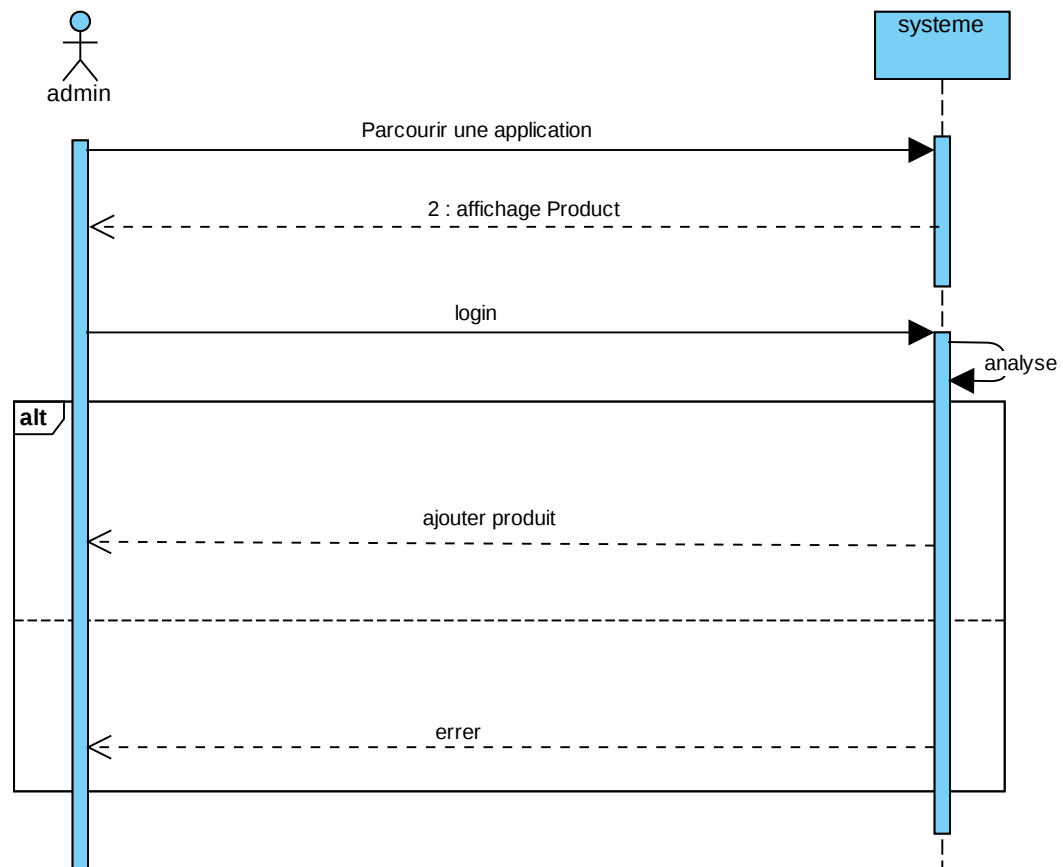 systeme
admin
Parcourir une application
2 : affichage Product
login
analyse
alt
ajouter produit
errer